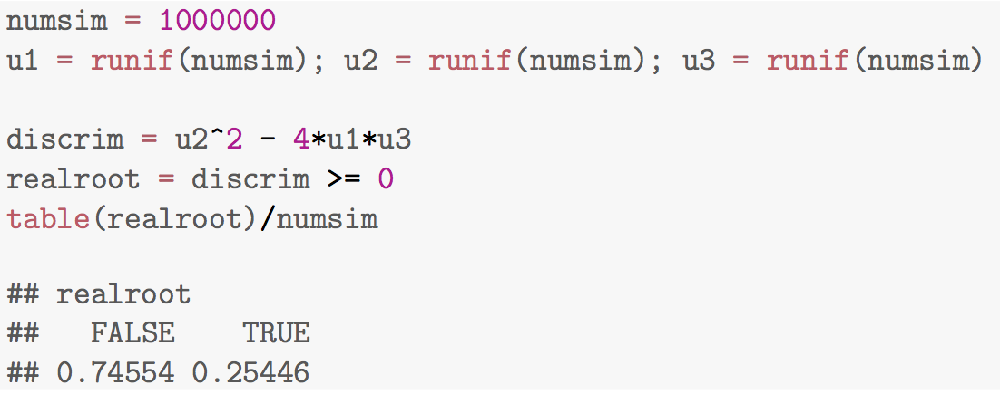 numsim = 1000000
u1 = runif(numsim); u2 = runif(numsim); u3 = runif(numsim)
discrim = u2^2 - 4*u1*u3
realroot = discrim >= 0
table(realroot)/numsim
## realroot
##   FALSE    TRUE
## 0.74554 0.25446